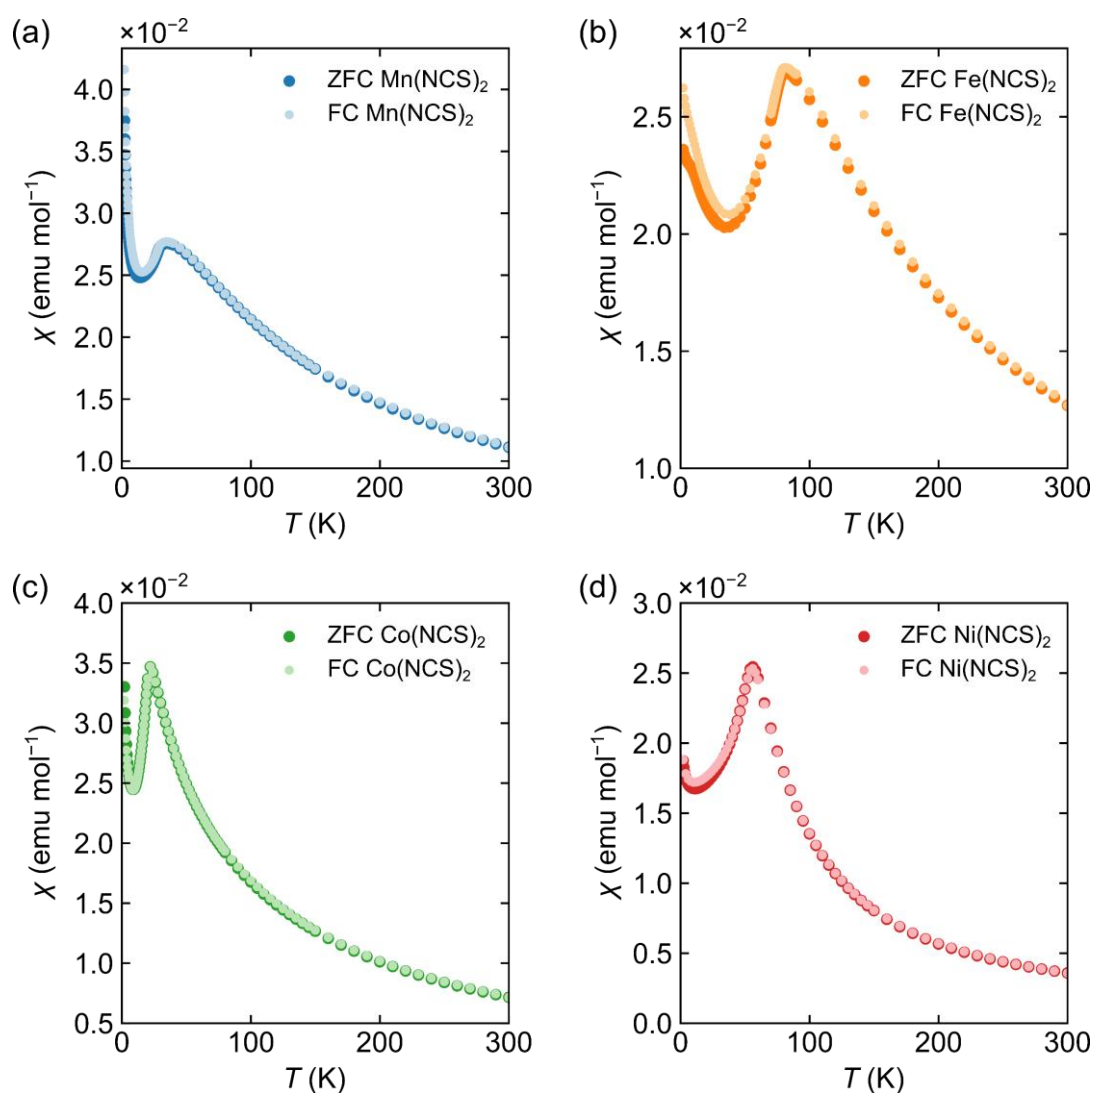 (a)
×10⁻²
ZFC Mn(NCS)₂
FC Mn(NCS)₂
4.0
3.5
3.0
2.5
2.0
1.5
1.0
χ (emu mol⁻¹)
0 100 200 300
T (K)
(b)
×10⁻²
ZFC Fe(NCS)₂
FC Fe(NCS)₂
2.5
2.0
1.5
1.0
χ (emu mol⁻¹)
0 100 200 300
T (K)
(c)
×10⁻²
ZFC Co(NCS)₂
FC Co(NCS)₂
4.0
3.5
3.0
2.5
2.0
1.5
1.0
0.5
χ (emu mol⁻¹)
0 100 200 300
T (K)
(d)
×10⁻²
ZFC Ni(NCS)₂
FC Ni(NCS)₂
3.0
2.5
2.0
1.5
1.0
0.5
0.0
χ (emu mol⁻¹)
0 100 200 300
T (K)